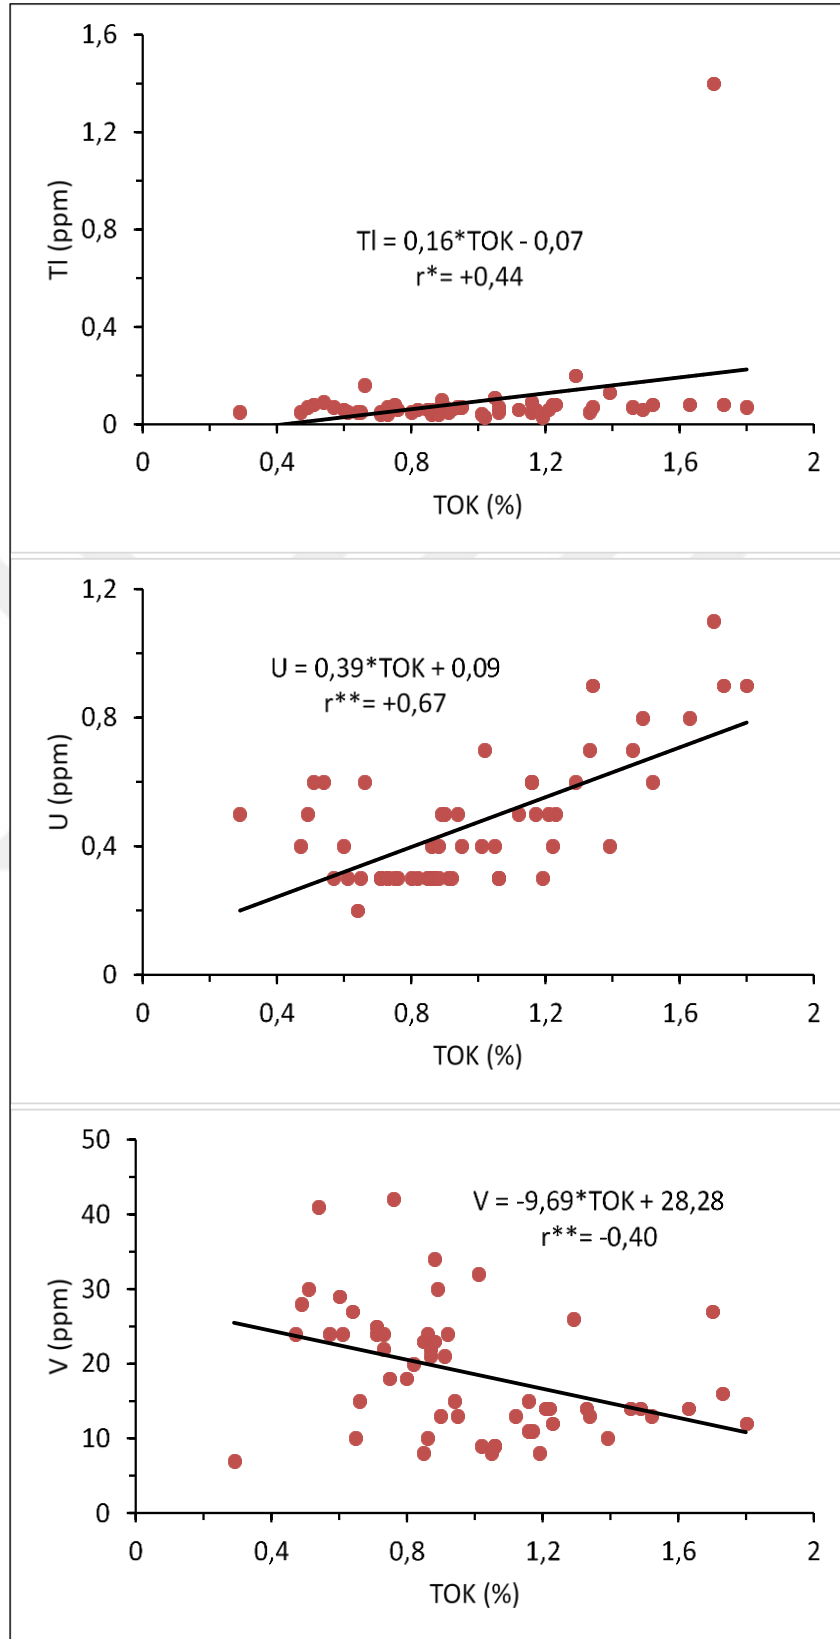 1,6
1,2
0,8
0,4
0
Tl (ppm)
Tl = 0,16*TOK - 0,07
r*= +0,44
0 0,4 0,8 1,2 1,6 2
TOK (%)
1,2
0,8
0,4
0
U (ppm)
U = 0,39*TOK + 0,09
r**= +0,67
0 0,4 0,8 1,2 1,6 2
TOK (%)
50
40
30
20
10
0
V (ppm)
V = -9,69*TOK + 28,28
r**= -0,40
0 0,4 0,8 1,2 1,6 2
TOK (%)